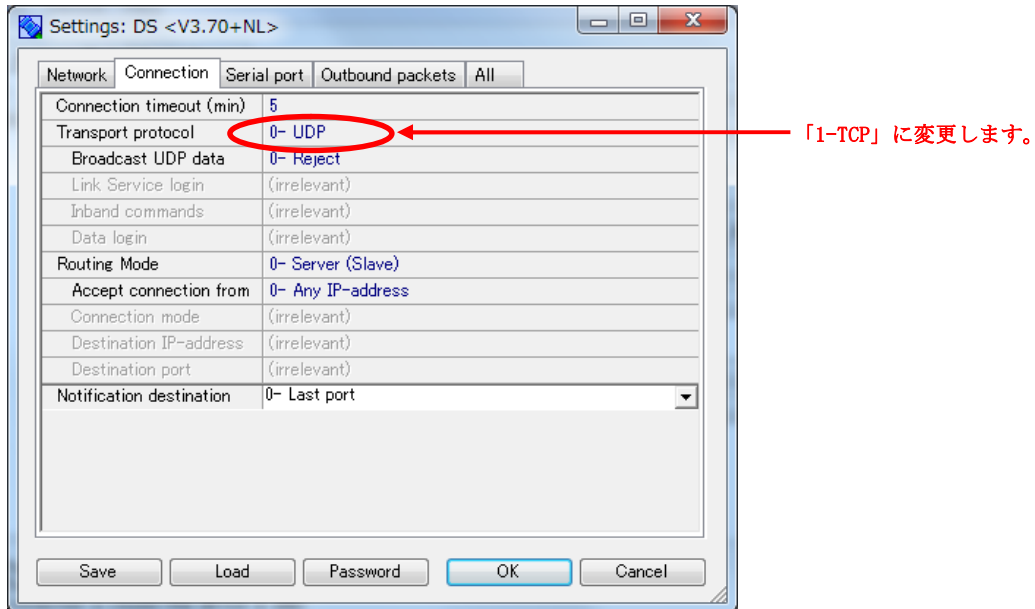 Settings: DS <V3.70+NL>
Network Connection Serial port Outbound packets All
Connection timeout (min) 5
Transport protocol 0- UDP
「1-TCP」に変更します。
Broadcast UDP data 0- Reject
Link Service login (irrelevant)
Inband commands (irrelevant)
Data login (irrelevant)
Routing Mode 0- Server (Slave)
Accept connection from 0- Any IP-address
Connection mode (irrelevant)
Destination IP-address (irrelevant)
Destination port (irrelevant)
Notification destination 0- Last port
Save Load Password OK Cancel